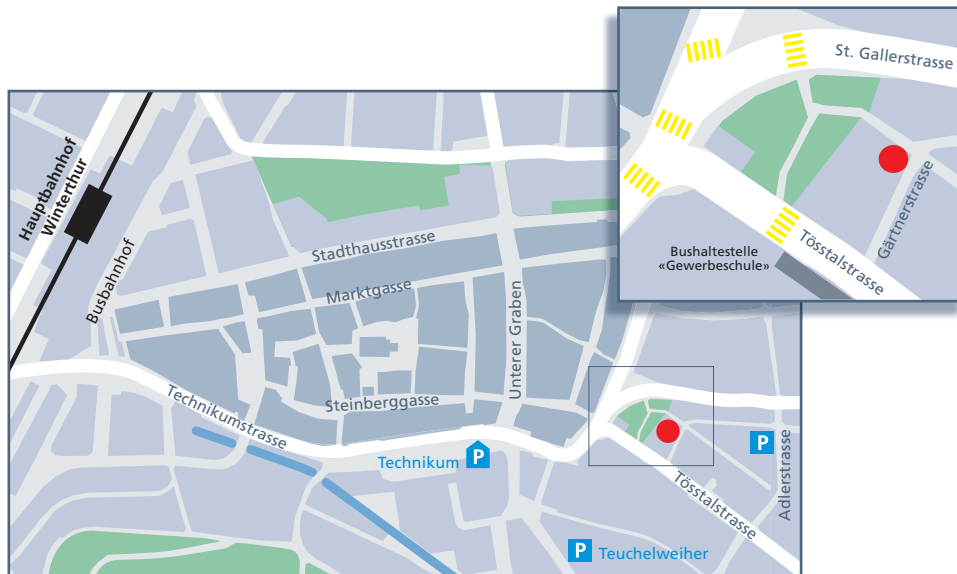 Hauptbahnhof
Winterthur
Busbahnhof
Stadthausstrasse
Marktgasse
Unterer Graben
Steinberggasse
Technikumstrasse
Technikum P
P
Adlerstrasse
Tösstalstrasse
P Teuchelweiher
St. Gallerstrasse
Gärtnerstrasse
Tösstalstrasse
Bushaltestelle
«Gewerbeschule»